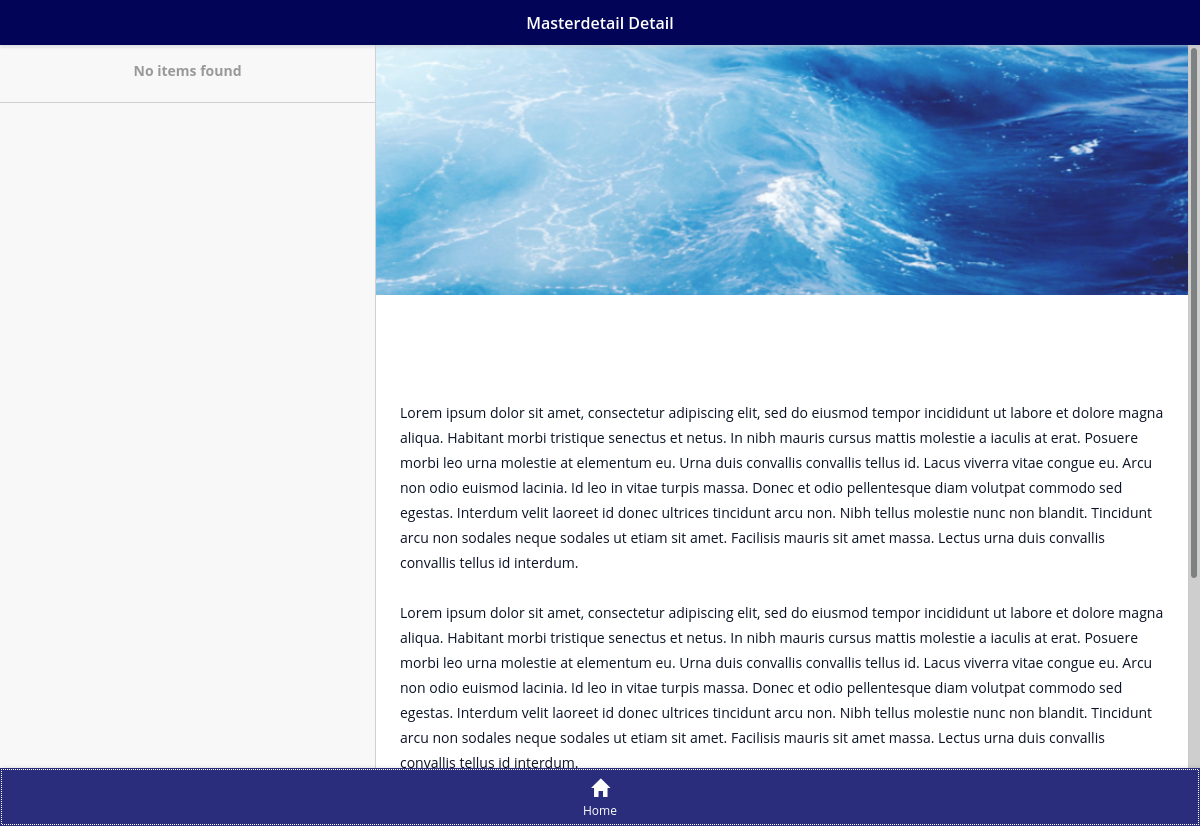 Masterdetail Detail
No items found
Lorem ipsum dolor sit amet, consectetur adipiscing elit, sed do eiusmod tempor incididunt ut labore et dolore magna
aliqua. Habitant morbi tristique senectus et netus. In nibh mauris cursus mattis molestie a iaculis at erat. Posuere
morbi leo urna molestie at elementum eu. Urna duis convallis convallis tellus id. Lacus viverra vitae congue eu. Arcu
non odio euismod lacinia. Id leo in vitae turpis massa. Donec et odio pellentesque diam volutpat commodo sed
egestas. Interdum velit laoreet id donec ultrices tincidunt arcu non. Nibh tellus molestie nunc non blandit. Tincidunt
arcu non sodales neque sodales ut etiam sit amet. Facilisis mauris sit amet massa. Lectus urna duis convallis
convallis tellus id interdum.
Lorem ipsum dolor sit amet, consectetur adipiscing elit, sed do eiusmod tempor incididunt ut labore et dolore magna
aliqua. Habitant morbi tristique senectus et netus. In nibh mauris cursus mattis molestie a iaculis at erat. Posuere
morbi leo urna molestie at elementum eu. Urna duis convallis convallis tellus id. Lacus viverra vitae congue eu. Arcu
non odio euismod lacinia. Id leo in vitae turpis massa. Donec et odio pellentesque diam volutpat commodo sed
egestas. Interdum velit laoreet id donec ultrices tincidunt arcu non. Nibh tellus molestie nunc non blandit. Tincidunt
arcu non sodales neque sodales ut etiam sit amet. Facilisis mauris sit amet massa. Lectus urna duis convallis
convallis tellus id interdum.
Home